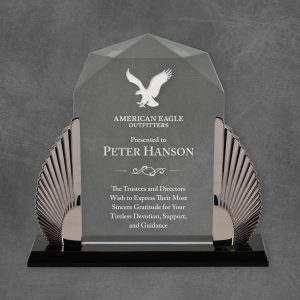 AMERICAN EAGLE
OUTFITTERS
Presented to
PETER HANSON
The Trustees and Directors
Wish to Express Their Most
Sincere Gratitude for Your
Tireless Devotion, Support,
and Guidance